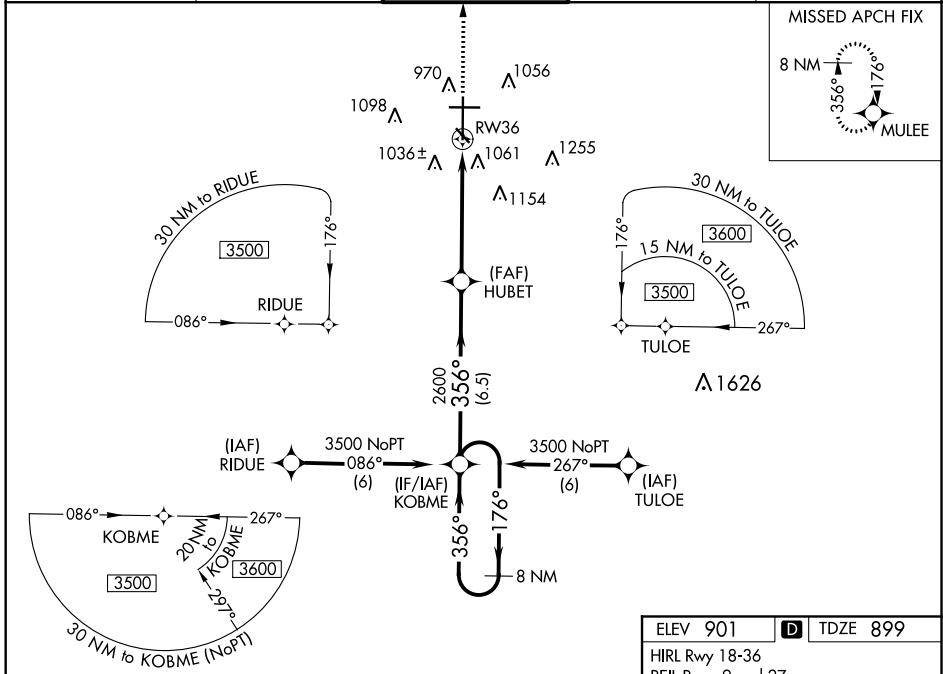 MISSED APCH FIX
8 NM
356°
176°
MULEE
970
1056
1098
RW36
1036±
1061
1255
1154
30 NM to RIDUE
3500
176°
086°
RIDUE
(FAF)
HUBET
30 NM to TULOE
3600
176°
15 NM to TULOE
3500
267°
TULOE
1626
2600
356°
(6.5)
(IAF)
RIDUE
3500 NoPT
086°
(6)
(IF/IAF)
KOBME
3500 NoPT
267°
(6)
(IAF)
TULOE
356°
176°
8 NM
086°
267°
KOBME
20 NM
to
KOBME
3500
3600
297°
30 NM to KOBME (NoPT)
ELEV 901 D TDZE 899
HIRL Rwy 18-36